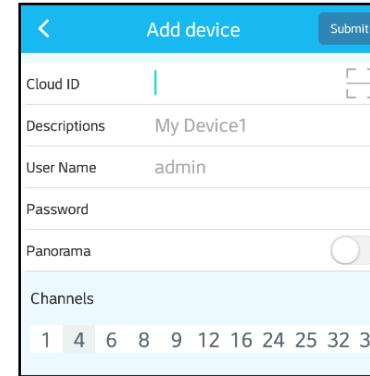 Add device Submit
Cloud ID
Descriptions My Device1
User Name admin
Password
Panorama
Channels
1 4 6 8 9 12 16 24 25 32